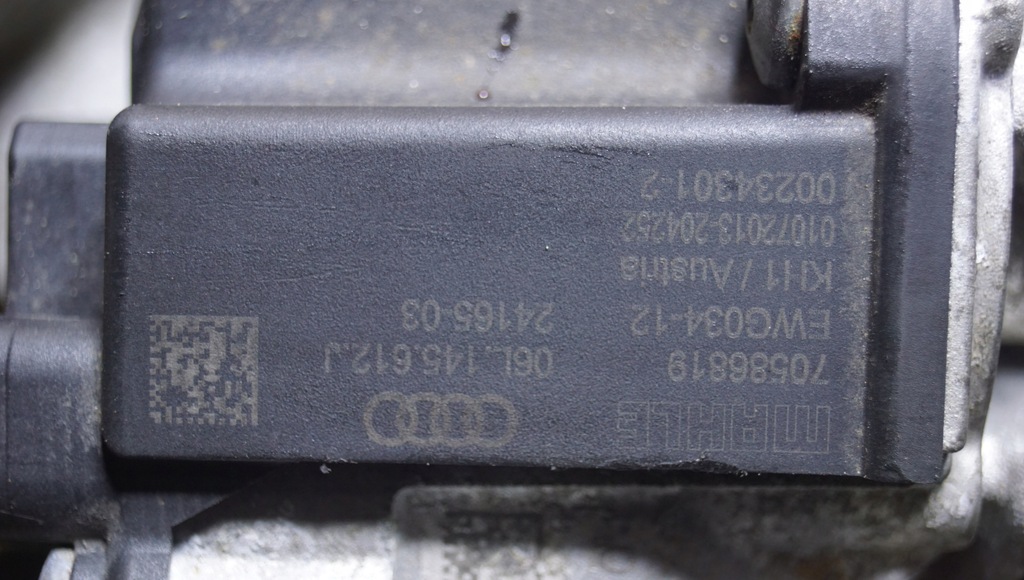 MAHLE
70586819
EWG034-12
KH1 / Austria
01072013-204252
00234301-2
06L.145.612.J
24165-03